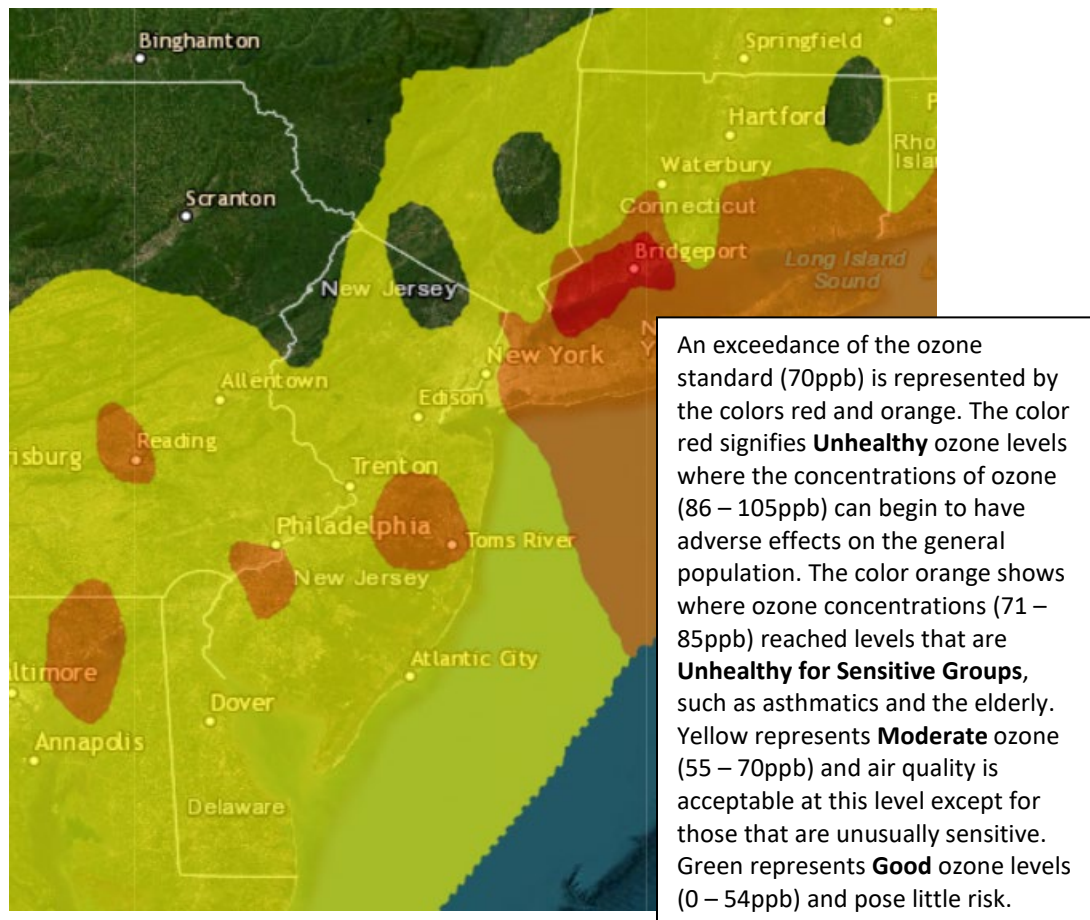 Binghamton
Springfield
Hartford
Rho
Islan
Waterbury
Scranton
Connecticut
Bridgeport
Long Island
Sound
New Jersey
N
Y
New York
Allentown
Edison
Reading
risburg
Trenton
Philadelphia
Toms River
New Jersey
altimore
Atlantic City
Dover
Annapolis
Delaware
An exceedance of the ozone
standard (70ppb) is represented by
the colors red and orange. The color
red signifies Unhealthy ozone levels
where the concentrations of ozone
(86 – 105ppb) can begin to have
adverse effects on the general
population. The color orange shows
where ozone concentrations (71 –
85ppb) reached levels that are
Unhealthy for Sensitive Groups,
such as asthmatics and the elderly.
Yellow represents Moderate ozone
(55 – 70ppb) and air quality is
acceptable at this level except for
those that are unusually sensitive.
Green represents Good ozone levels
(0 – 54ppb) and pose little risk.